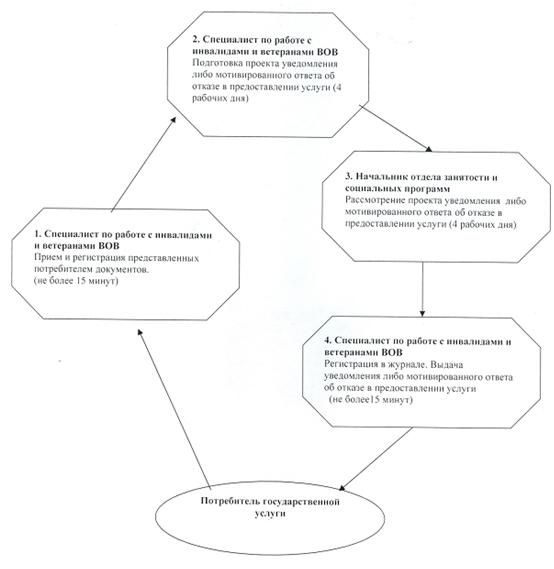 2. Специалист по работе с
инвалидами и ветеранами ВОВ
Подготовка проекта уведомления
либо мотивированного ответа об
отказе в предоставлении услуги (4
рабочих дня)
3. Начальник отдела занятости и
социальных программ
Рассмотрение проекта уведомления либо
мотивированного ответа об отказе в
предоставлении услуги (4 рабочих дня)
1. Специалист по работе с инвалидами
и ветеранами ВОВ
Прием и регистрация представленных
потребителем документов.
(не более 15 минут)
4. Специалист по работе с инвалидами и
ветеранами ВОВ
Регистрация в журнале. Выдача
уведомления либо мотивированного ответа
об отказе в предоставлении услуги
(не более15 минут)
Потребитель государственной
услуги